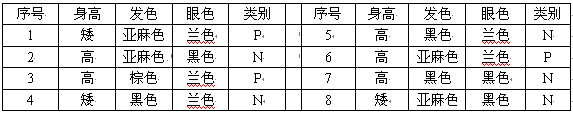 序号 身高 发色 眼色 类别 序号 身高 发色 眼色 类别
1 矮 亚麻色 兰色 P 5 高 黑色 兰色 N
2 高 亚麻色 黑色 N 6 高 亚麻色 兰色 P
3 高 棕色 兰色 P 7 高 黑色 黑色 N
4 矮 黑色 兰色 N 8 矮 亚麻色 黑色 N